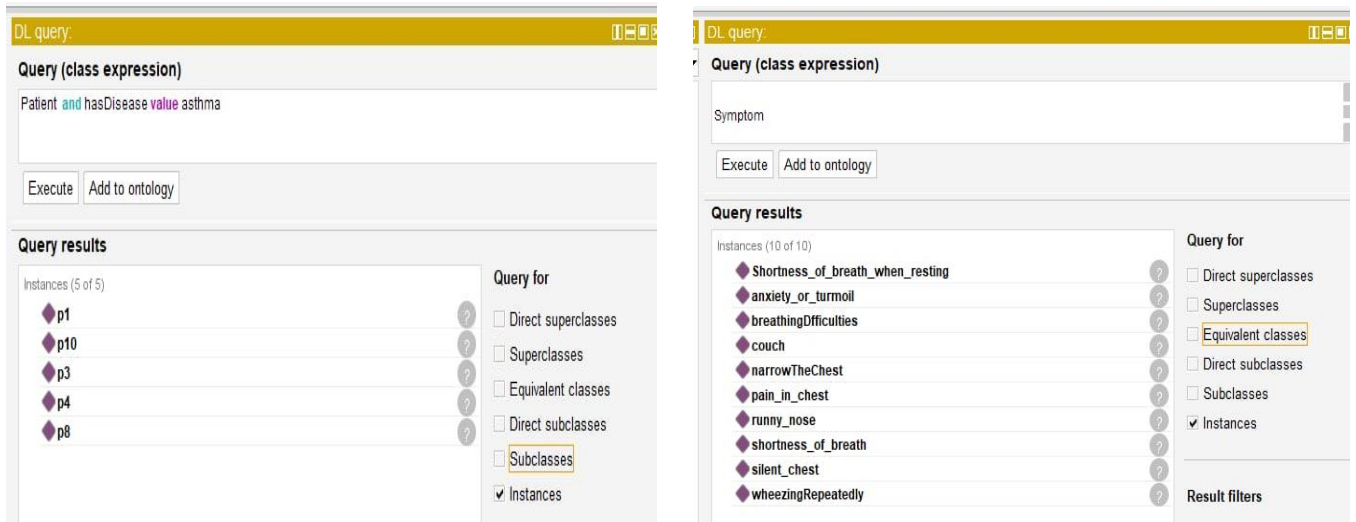 DL query:
Query (class expression)
Patient and hasDisease value asthma
Execute
Add to ontology
Query results
Instances (5 of 5)
p1
p10
p3
p4
p8
Query for
Direct superclasses
Superclasses
Equivalent classes
Direct subclasses
Subclasses
Instances
DL query:
Query (class expression)
Symptom
Execute
Add to ontology
Query results
Instances (10 of 10)
Shortness_of_breath_when_resting
anxiety_or_turmoil
breathingDfficulties
couch
narrowTheChest
pain_in_chest
runny_nose
shortness_of_breath
silent_chest
wheezingRepeatedly
Query for
Direct superclasses
Superclasses
Equivalent classes
Direct subclasses
Subclasses
Instances
Result filters